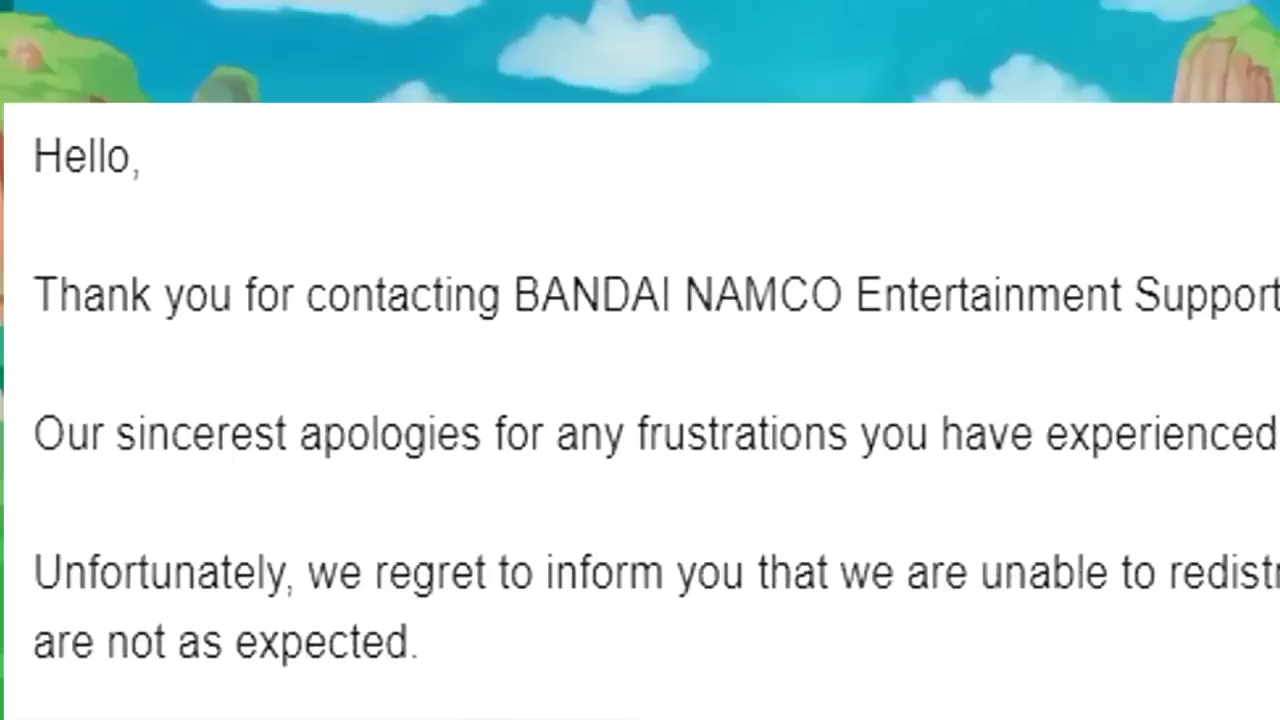 Hello,
Thank you for contacting BANDAI NAMCO Entertainment Support
Our sincerest apologies for any frustrations you have experienced
Unfortunately, we regret to inform you that we are unable to redistr
are not as expected.